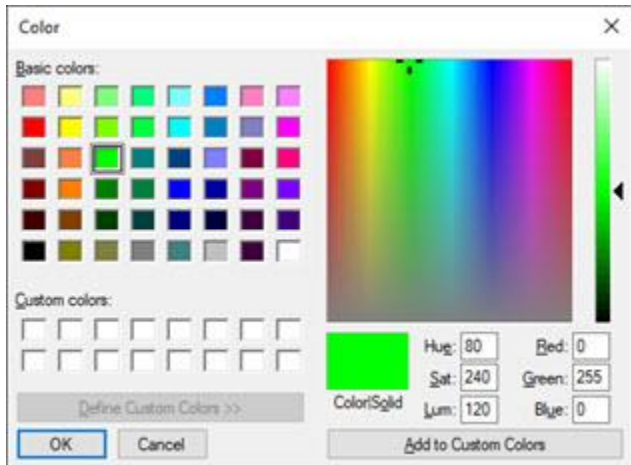 Color
Basic colors:
Custom colors:
Define Custom Colors >>
OK Cancel
Color|Solid
Hue: 80 Red: 0
Sat: 240 Green: 255
Lum: 120 Blue: 0
Add to Custom Colors